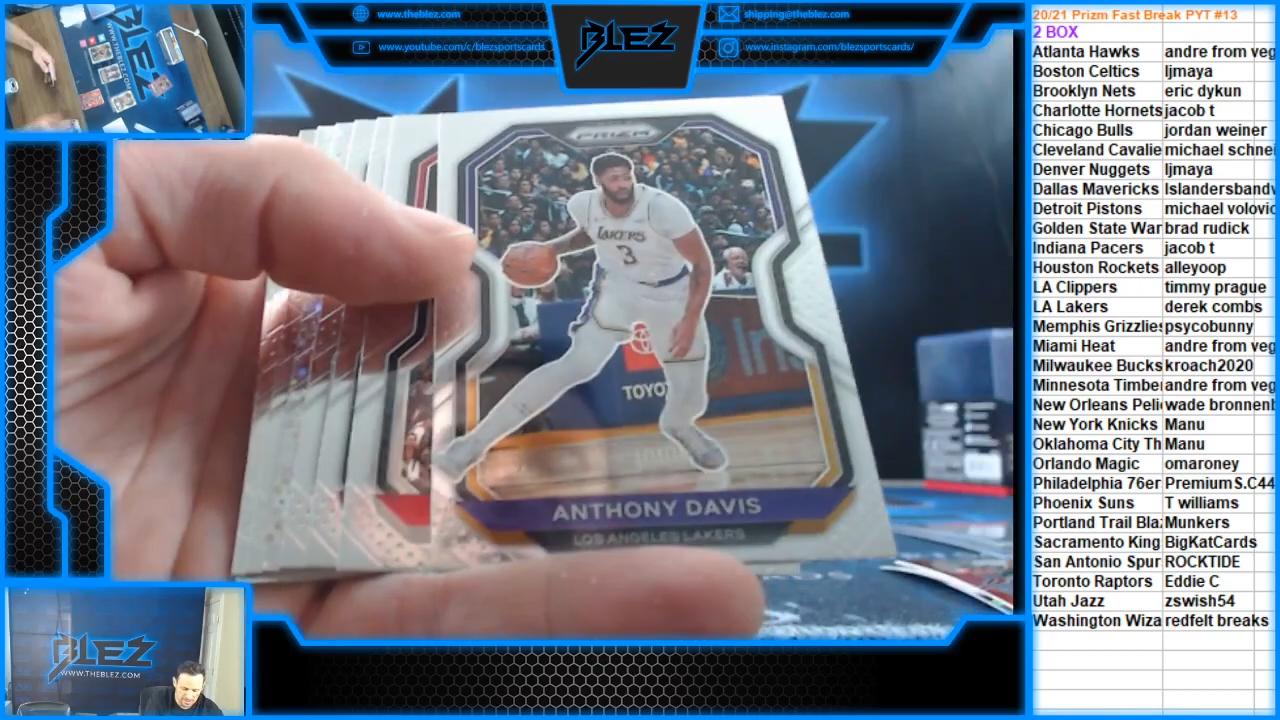 www.theblez.com
www.youtube.com/c/blezsportscards
BLEZ
shipping@theblez.com
www.instagram.com/blezsportscards/
PRIZM
LAKERS
3
TOYO
ANTHONY DAVIS
LOS ANGELES LAKERS
BLEZ
WWW.THEBLEZ.COM
20/21 Prizm Fast Break PYT #13
2 BOX
Atlanta Hawks andre from veg
Boston Celtics ljmaya
Brooklyn Nets eric dykun
Charlotte Hornets jacob t
Chicago Bulls jordan weiner
Cleveland Cavalie michael schnei
Denver Nuggets ljmaya
Dallas Mavericks Islandersbandv
Detroit Pistons michael volovic
Golden State War brad rudick
Indiana Pacers jacob t
Houston Rockets alleyoop
LA Clippers timmy prague
LA Lakers derek combs
Memphis Grizzlies psycobunny
Miami Heat andre from veg
Milwaukee Bucks kroach2020
Minnesota Timbe andre from veg
New Orleans Peli wade bronnenb
New York Knicks Manu
Oklahoma City Th Manu
Orlando Magic omaroney
Philadelphia 76er PremiumS.C44
Phoenix Suns T williams
Portland Trail Bla Munkers
Sacramento King BigKatCards
San Antonio Spur ROCKTIDE
Toronto Raptors Eddie C
Utah Jazz zswish54
Washington Wiza redfelt breaks